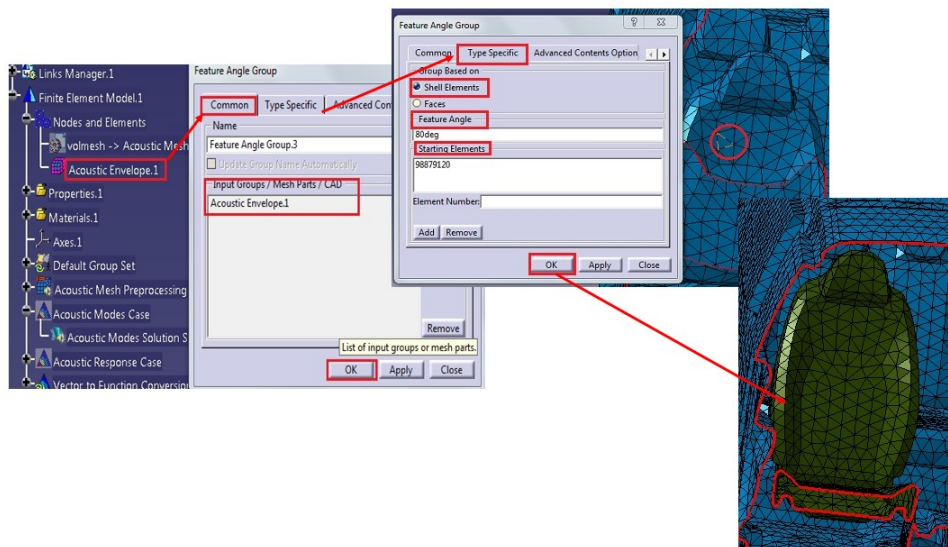 Links Manager.1
Finite Element Model.1
Nodes and Elements
volmesh -> Acoustic Mesh
Acoustic Envelope.1
Properties.1
Materials.1
Axes.1
Default Group Set
Acoustic Mesh Preprocessing
Acoustic Modes Case
Acoustic Modes Solution S
Acoustic Response Case
Vector to Function Conversion
Feature Angle Group
Common Type Specific Advanced Con
Name
Feature Angle Group.3
Update Group Name Automatically
Input Groups / Mesh Parts / CAD
Acoustic Envelope.1
Remove
List of input groups or mesh parts.
OK Apply Close
Feature Angle Group
Common Type Specific Advanced Contents Option
Group Based on
Shell Elements
Faces
Feature Angle
80deg
Starting Elements
98879120
Element Number:
Add Remove
OK Apply Close